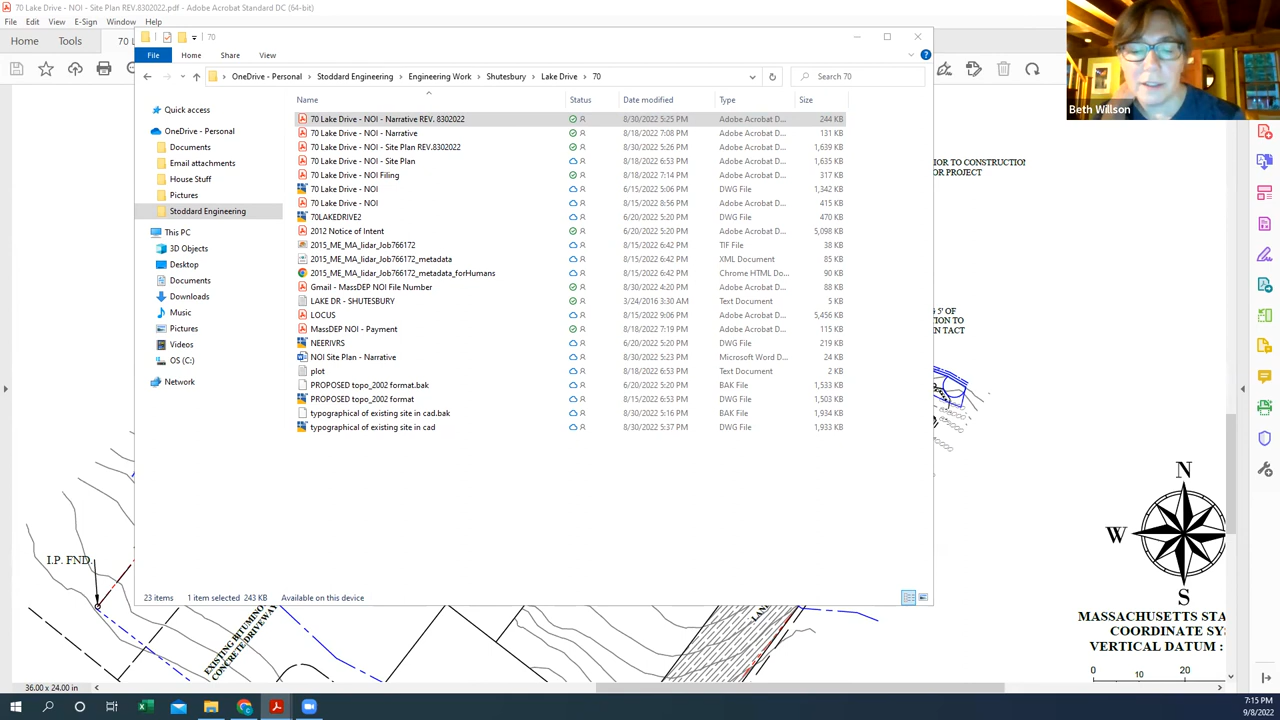 70 Lake Drive - NOI - Site Plan REV.8302022.pdf - Adobe Acrobat Standard DC (64-bit)
File Edit View E-Sign Window Help
Home Tools 70 L
70
File Home Share View
OneDrive - Personal Stoddard Engineering Engineering Work Shutesbury Lake Drive 70
Search 70
Beth Willson
Name Status Date modified Type Size
70 Lake Drive - NOI - Narrative REV. 8302022 8/30/2022 5:25 PM Adobe Acrobat D... 244 KB
70 Lake Drive - NOI - Narrative 8/18/2022 7:08 PM Adobe Acrobat D... 131 KB
70 Lake Drive - NOI - Site Plan REV.8302022 8/30/2022 5:26 PM Adobe Acrobat D... 1,639 KB
70 Lake Drive - NOI - Site Plan 8/18/2022 6:53 PM Adobe Acrobat D... 1,635 KB
70 Lake Drive - NOI Filing 8/18/2022 7:14 PM Adobe Acrobat D... 317 KB
70 Lake Drive - NOI 6/15/2022 5:06 PM DWG File 1,342 KB
70 Lake Drive - NOI 8/15/2022 8:56 PM Adobe Acrobat D... 415 KB
70LAKEDRIVE2 6/20/2022 5:20 PM DWG File 470 KB
2012 Notice of Intent 6/20/2022 5:20 PM Adobe Acrobat D... 5,098 KB
2015_ME_MA_lidar_Job766172 8/15/2022 6:42 PM TIF File 38 KB
2015_ME_MA_lidar_Job766172_metadata 8/15/2022 6:42 PM XML Document 85 KB
2015_ME_MA_lidar_Job766172_metadata_forHumans 8/15/2022 6:42 PM Chrome HTML Do... 90 KB
Gmail - MassDEP NOI File Number 8/30/2022 4:20 PM Adobe Acrobat D... 88 KB
LAKE DR - SHUTESBURY 3/24/2016 3:30 AM Text Document 5 KB
LOCUS 8/15/2022 9:06 PM Adobe Acrobat D... 5,456 KB
MassDEP NOI - Payment 8/18/2022 7:19 PM Adobe Acrobat D... 115 KB
NEERIVRS 6/20/2022 5:20 PM DWG File 219 KB
NOI Site Plan - Narrative 8/30/2022 5:23 PM Microsoft Word D... 24 KB
plot 8/18/2022 6:53 PM Text Document 2 KB
PROPOSED topo_2002 format.bak 6/20/2022 5:20 PM BAK File 1,533 KB
PROPOSED topo_2002 format 8/15/2022 6:53 PM DWG File 1,503 KB
typographical of existing site in cad.bak 8/30/2022 5:16 PM BAK File 1,934 KB
typographical of existing site in cad 8/30/2022 5:37 PM DWG File 1,933 KB
Quick access
OneDrive - Personal
Documents
Email attachments
House Stuff
Pictures
Stoddard Engineering
This PC
3D Objects
Desktop
Documents
Downloads
Music
Pictures
Videos
OS (C:)
Network
23 items 1 item selected 243 KB Available on this device
IOR TO CONSTRUCTION
OR PROJECT
5' OF
ION TO
IN TACT
I.P. FND.
EXISTING BITUMINO
CONCRETE DRIVEWAY
LAN
N
W
S
MASSACHUSETTS STA
COORDINATE SY
VERTICAL DATUM :
0 10 20
36.00 x 24.00 in
7:15 PM
9/8/2022